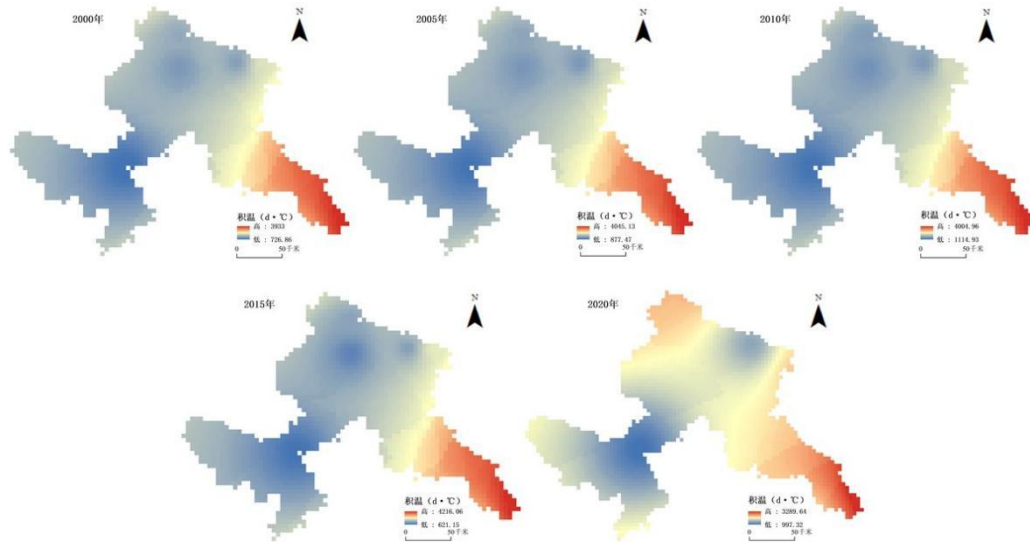 2000年
N
积温（d·℃）
高 : 3933
低 : 726.86
0 50千米
2005年
N
积温（d·℃）
高 : 4045.13
低 : 877.47
0 50千米
2010年
N
积温（d·℃）
高 : 4004.96
低 : 1114.93
0 50千米
2015年
N
积温（d·℃）
高 : 4216.06
低 : 621.15
0 50千米
2020年
N
积温（d·℃）
高 : 3289.64
低 : 997.32
0 50千米